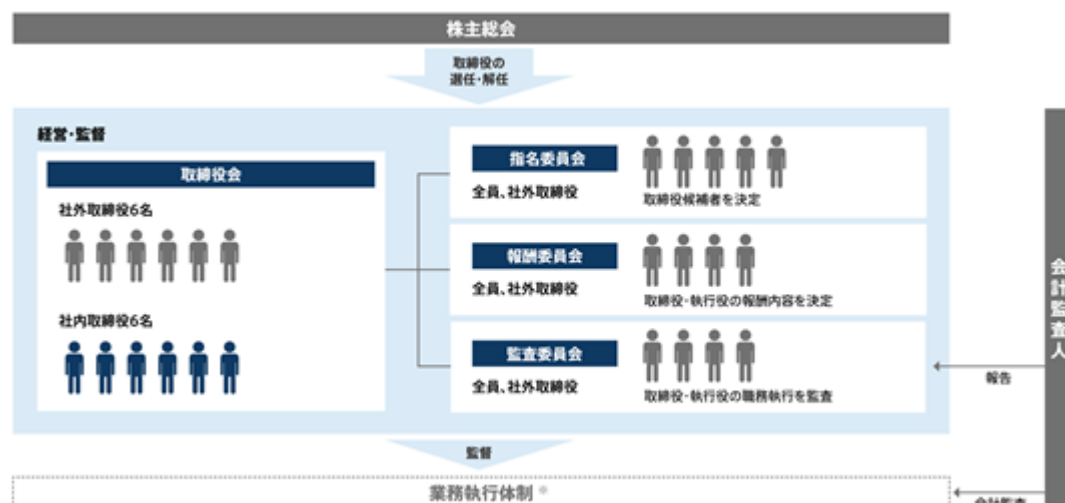 株主総会
取締役の
選任・解任
経営・監督
取締役会
社外取締役6名
社内取締役6名
指名委員会
全員、社外取締役
取締役候補者を決定
報酬委員会
全員、社外取締役
取締役・執行役の報酬内容を決定
監査委員会
全員、社外取締役
取締役・執行役の職務執行を監査
会計監査人
報告
監督
業務執行体制※
会計監査